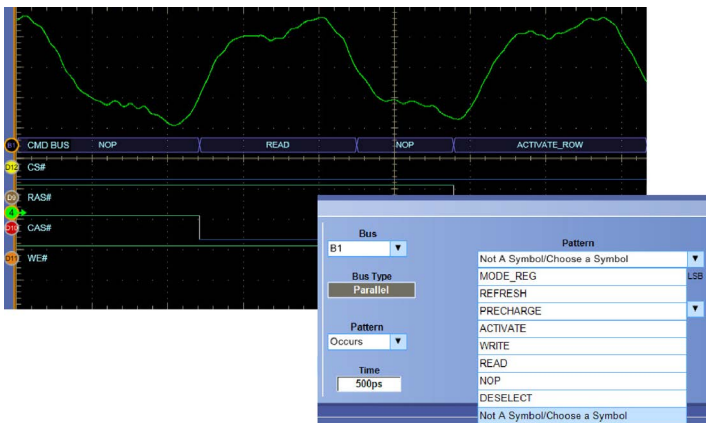 B1 CMD BUS NOP READ NOP ACTIVATE_ROW
D12 CS#
D9 RAS#
4
D10 CAS#
D11 WE#
Bus
B1
Bus Type
Parallel
Pattern
Occurs
Time
500ps
Pattern
Not A Symbol/Choose a Symbol
LSB
MODE_REG
REFRESH
PRECHARGE
ACTIVATE
WRITE
READ
NOP
DESELECT
Not A Symbol/Choose a Symbol